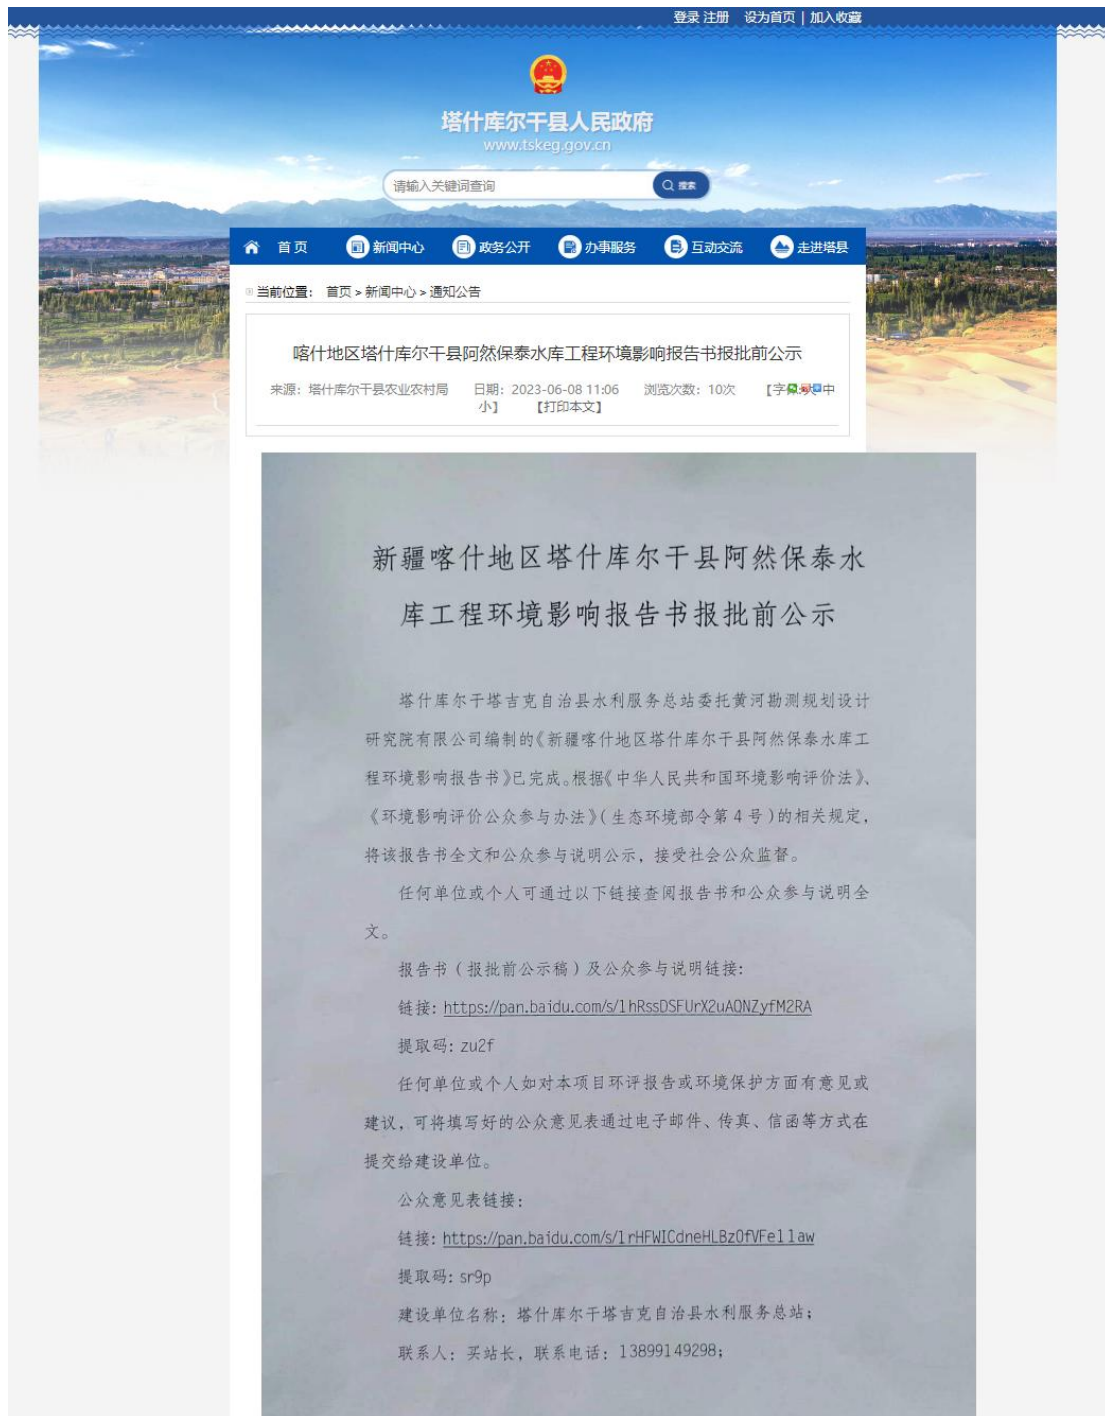 登录 注册 设为首页 | 加入收藏
塔什库尔干县人民政府
www.tskeg.gov.cn
请输入关键词查询 搜索
首 页 新闻中心 政务公开 办事服务 互动交流 走进塔县
当前位置： 首页 > 新闻中心 > 通知公告
喀什地区塔什库尔干县阿然保泰水库工程环境影响报告书报批前公示
来源：塔什库尔干县农业农村局 日期：2023-06-08 11:06 浏览次数：10次 【字 中
小】 【打印本文】
新疆喀什地区塔什库尔干县阿然保泰水
库工程环境影响报告书报批前公示
塔什库尔干塔吉克自治县水利服务总站委托黄河勘测规划设计
研究院有限公司编制的《新疆喀什地区塔什库尔干县阿然保泰水库工
程环境影响报告书》已完成。根据《中华人民共和国环境影响评价法》、
《环境影响评价公众参与办法》（生态环境部令第 4 号）的相关规定，
将该报告书全文和公众参与说明公示，接受社会公众监督。
任何单位或个人可通过以下链接查阅报告书和公众参与说明全
文。
报告书（报批前公示稿）及公众参与说明链接：
链接：https://pan.baidu.com/s/1hRssDSFUrX2uAQNZyfM2RA
提取码：zu2f
任何单位或个人如对本项目环评报告或环境保护方面有意见或
建议，可将填写好的公众意见表通过电子邮件、传真、信函等方式在
提交给建设单位。
公众意见表链接：
链接：https://pan.baidu.com/s/1rHFWICdneHLBzOfVFe11aw
提取码：sr9p
建设单位名称：塔什库尔干塔吉克自治县水利服务总站；
联系人：买站长，联系电话：13899149298；